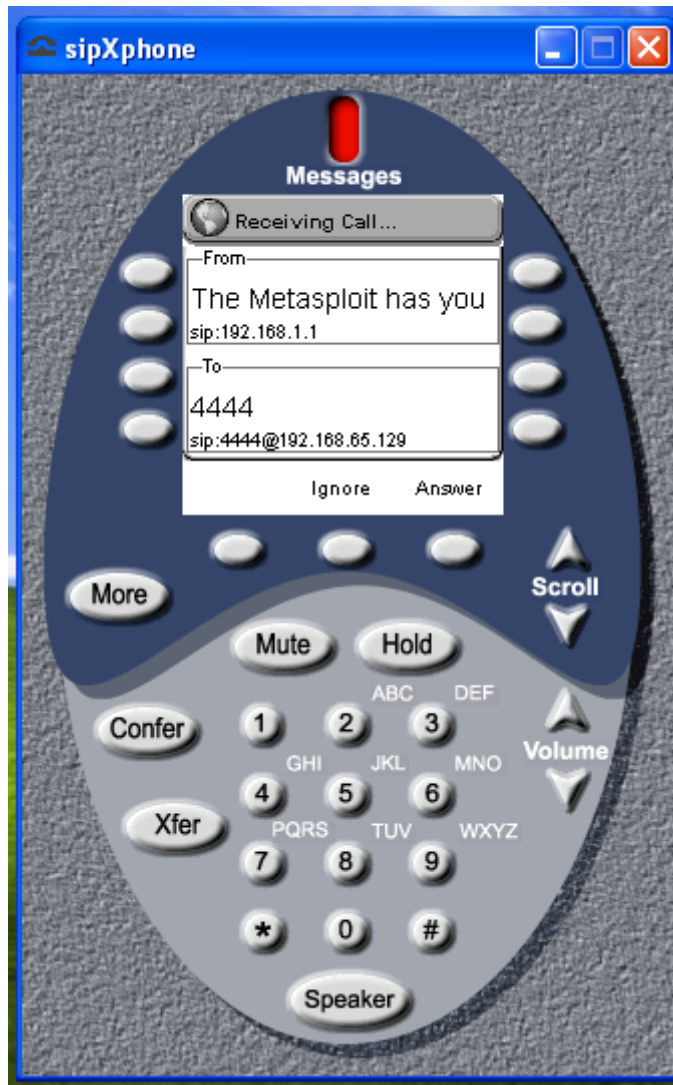 sipXphone
Messages
Receiving Call...
From
The Metasploit has you
sip:192.168.1.1
To
4444
sip:4444@192.168.65.129
Ignore Answer
More
Scroll
Mute Hold
ABC DEF
Confer 1 2 3
Volume
GHI JKL MNO
4 5 6
Xfer
PQRS TUV WXYZ
7 8 9
* 0 #
Speaker